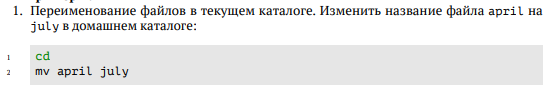 1. Переименование файлов в текущем каталоге. Изменить название файла april на
july в домашнем каталоге:
1 cd
2 mv april july